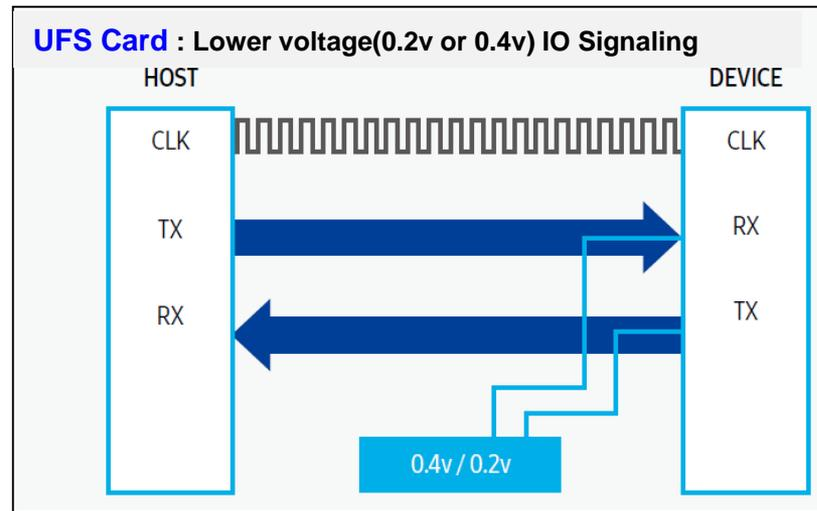 UFS Card : Lower voltage(0.2v or 0.4v) IO Signaling
HOST
DEVICE
CLK
CLK
TX
RX
RX
TX
0.4v / 0.2v